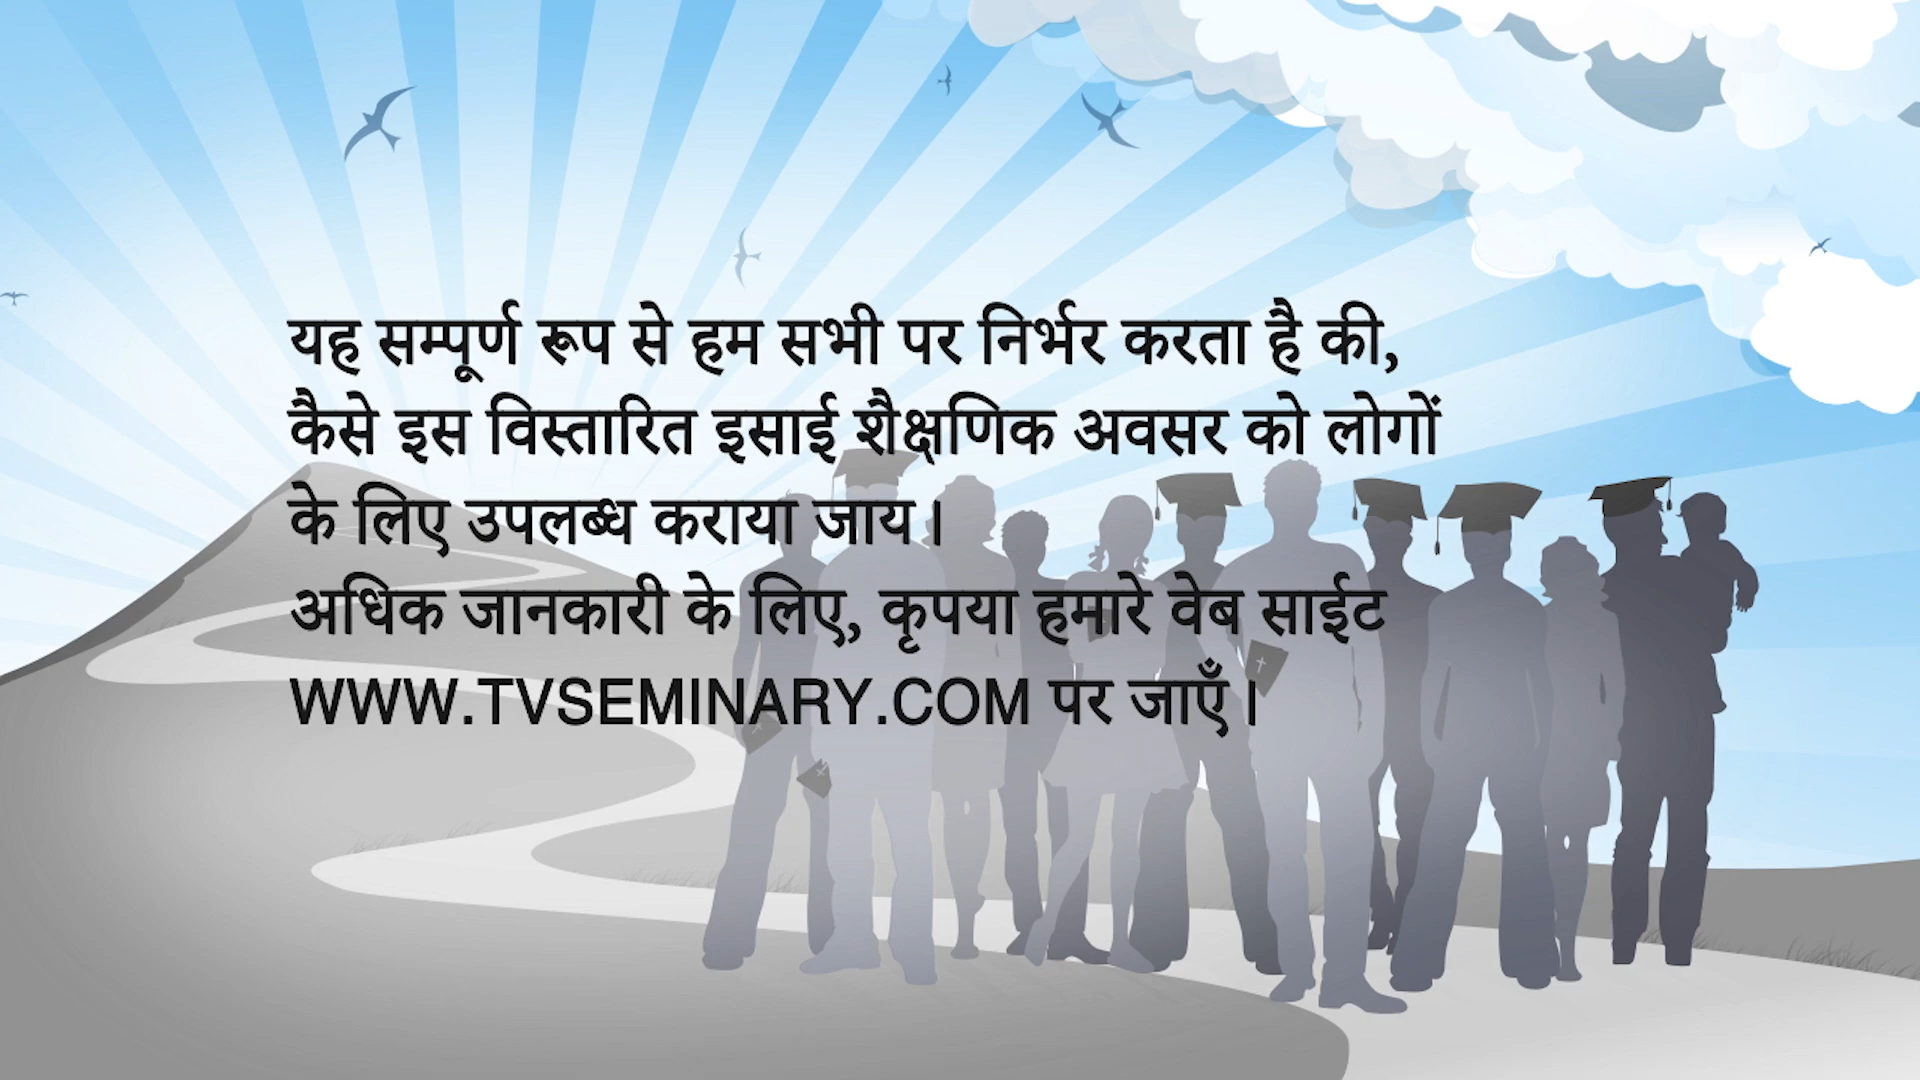 यह सम्पूर्ण रूप से हम सभी पर निर्भर करता है की,
कैसे इस विस्तारित इसाई शैक्षणिक अवसर को लोगों
के लिए उपलब्ध कराया जाय।
अधिक जानकारी के लिए, कृपया हमारे वेब साईट
WWW.TVSEMINARY.COM पर जाएँ।